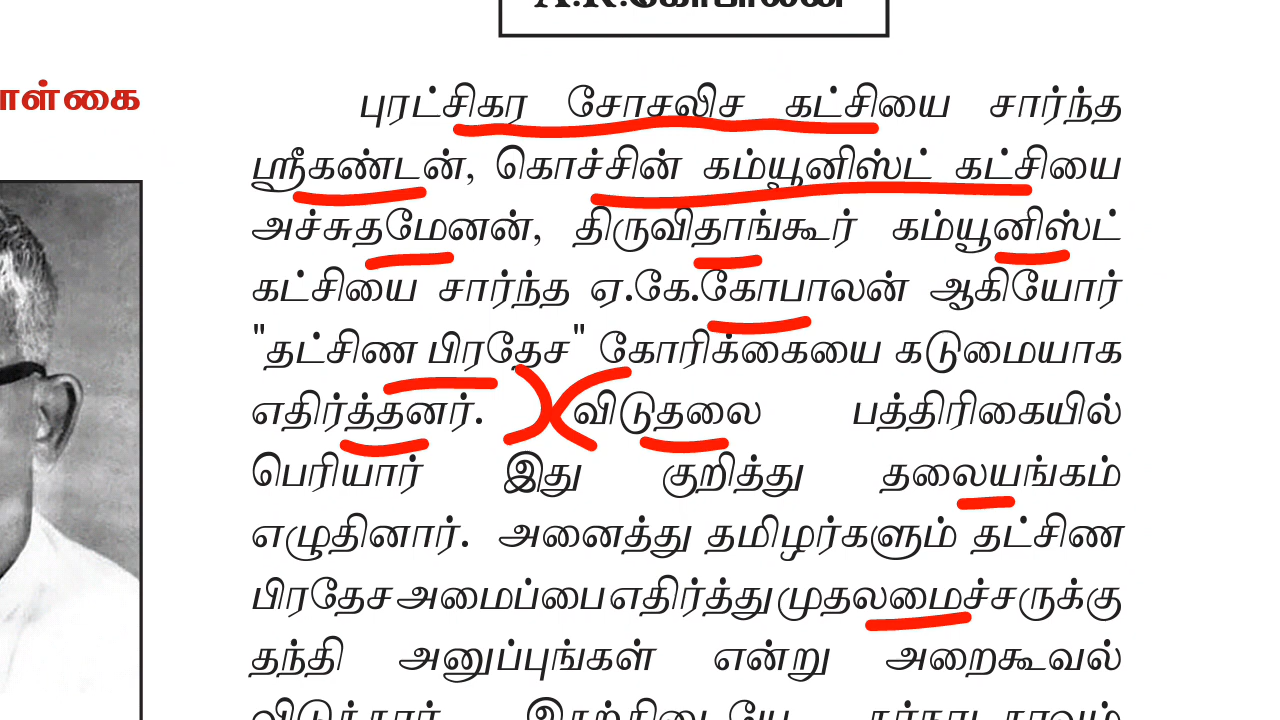 A.K.கோபாலன்
புரட்சிகர சோசலிச கட்சியை சார்ந்த
ஸ்ரீகண்டன், கொச்சின் கம்யூனிஸ்ட் கட்சியை
அச்சுதமேனன், திருவிதாங்கூர் கம்யூனிஸ்ட்
கட்சியை சார்ந்த ஏ.கே.கோபாலன் ஆகியோர்
"தட்சிண பிரதேச" கோரிக்கையை கடுமையாக
எதிர்த்தனர். விடுதலை பத்திரிகையில்
பெரியார் இது குறித்து தலையங்கம்
எழுதினார். அனைத்து தமிழர்களும் தட்சிண
பிரதேச அமைப்பை எதிர்த்து முதலமைச்சருக்கு
தந்தி அனுப்புங்கள் என்று அறைகூவல்